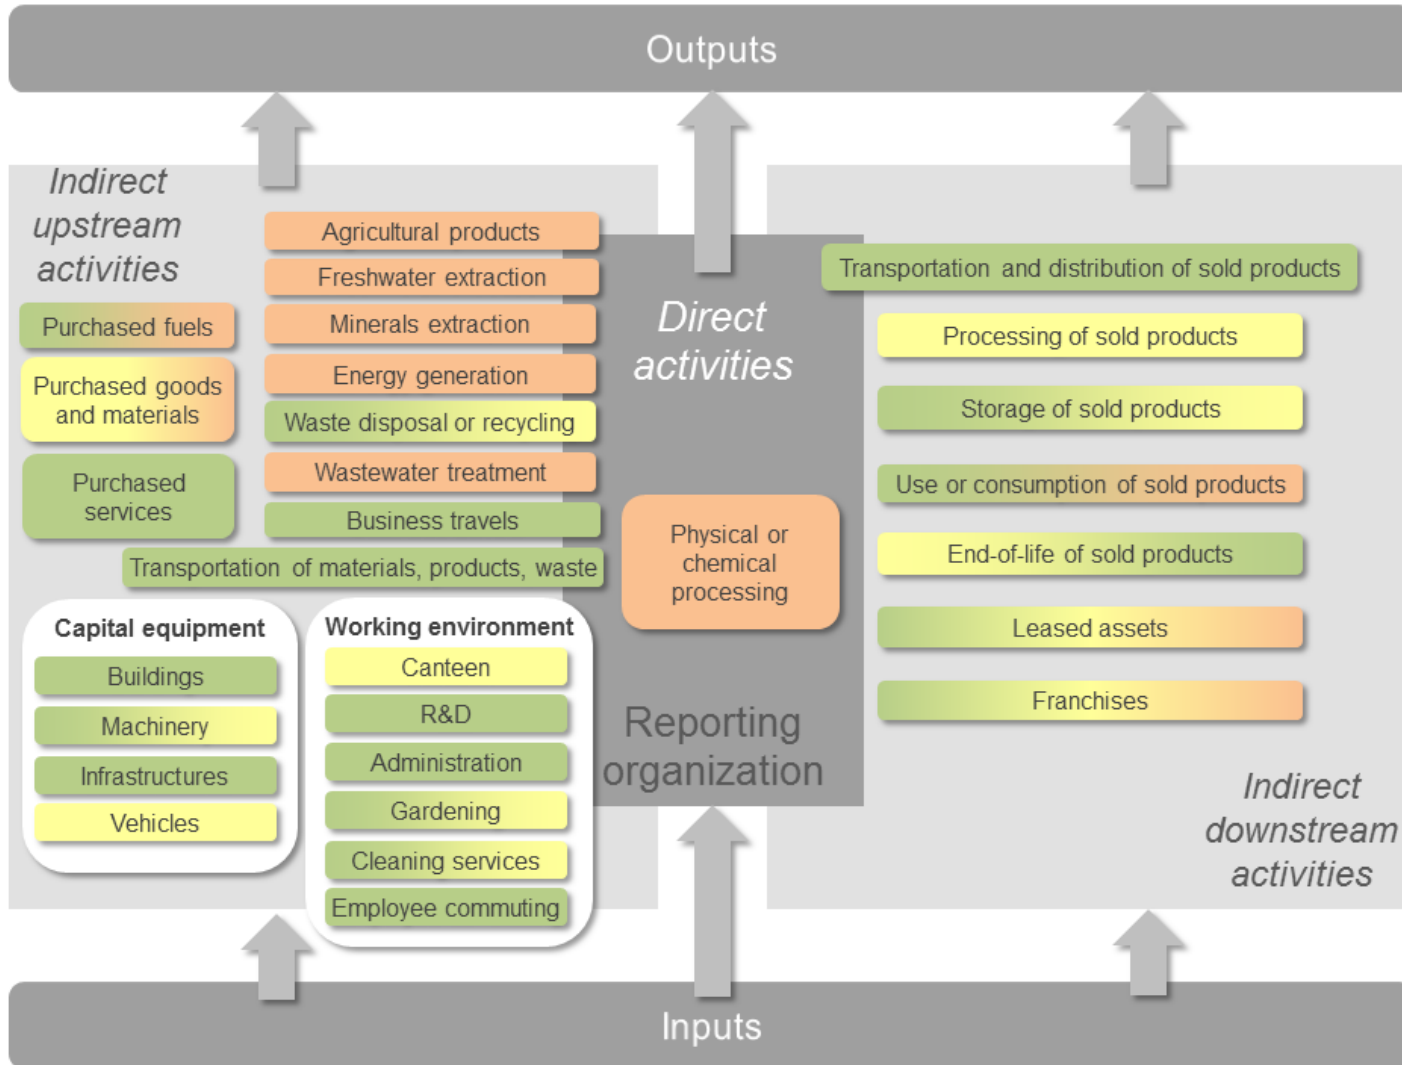 Outputs
Indirect
upstream
activities
Purchased fuels
Purchased goods
and materials
Purchased
services
Agricultural products
Freshwater extraction
Minerals extraction
Energy generation
Waste disposal or recycling
Wastewater treatment
Business travels
Transportation of materials, products, waste
Capital equipment
Buildings
Machinery
Infrastructures
Vehicles
Working environment
Canteen
R&D
Administration
Gardening
Cleaning services
Employee commuting
Direct
activities
Physical or
chemical
processing
Reporting
organization
Transportation and distribution of sold products
Processing of sold products
Storage of sold products
Use or consumption of sold products
End-of-life of sold products
Leased assets
Franchises
Indirect
downstream
activities
Inputs